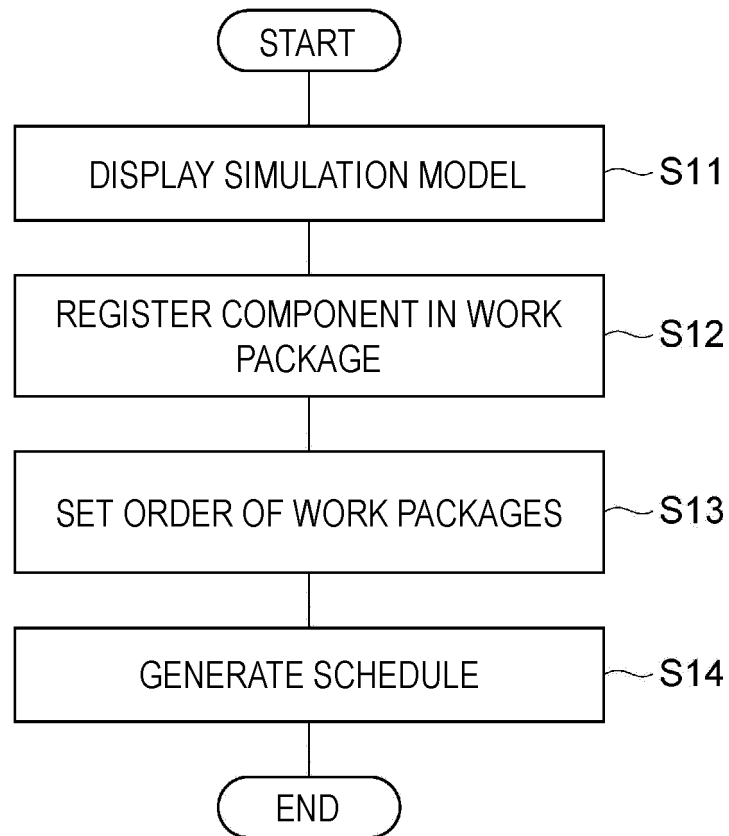 START
DISPLAY SIMULATION MODEL
S11
REGISTER COMPONENT IN WORK
PACKAGE
S12
SET ORDER OF WORK PACKAGES
S13
GENERATE SCHEDULE
S14
END